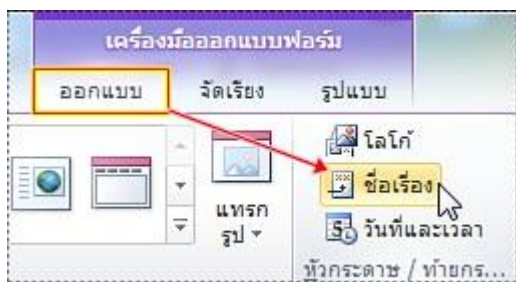 เครื่องมือออกแบบฟอร์ม
ออกแบบ จัดเรียง รูปแบบ
โลโก้
ชื่อเรื่อง
แทรก
รูป
วันที่และเวลา
หัวกระดาษ / ท้ายกร...